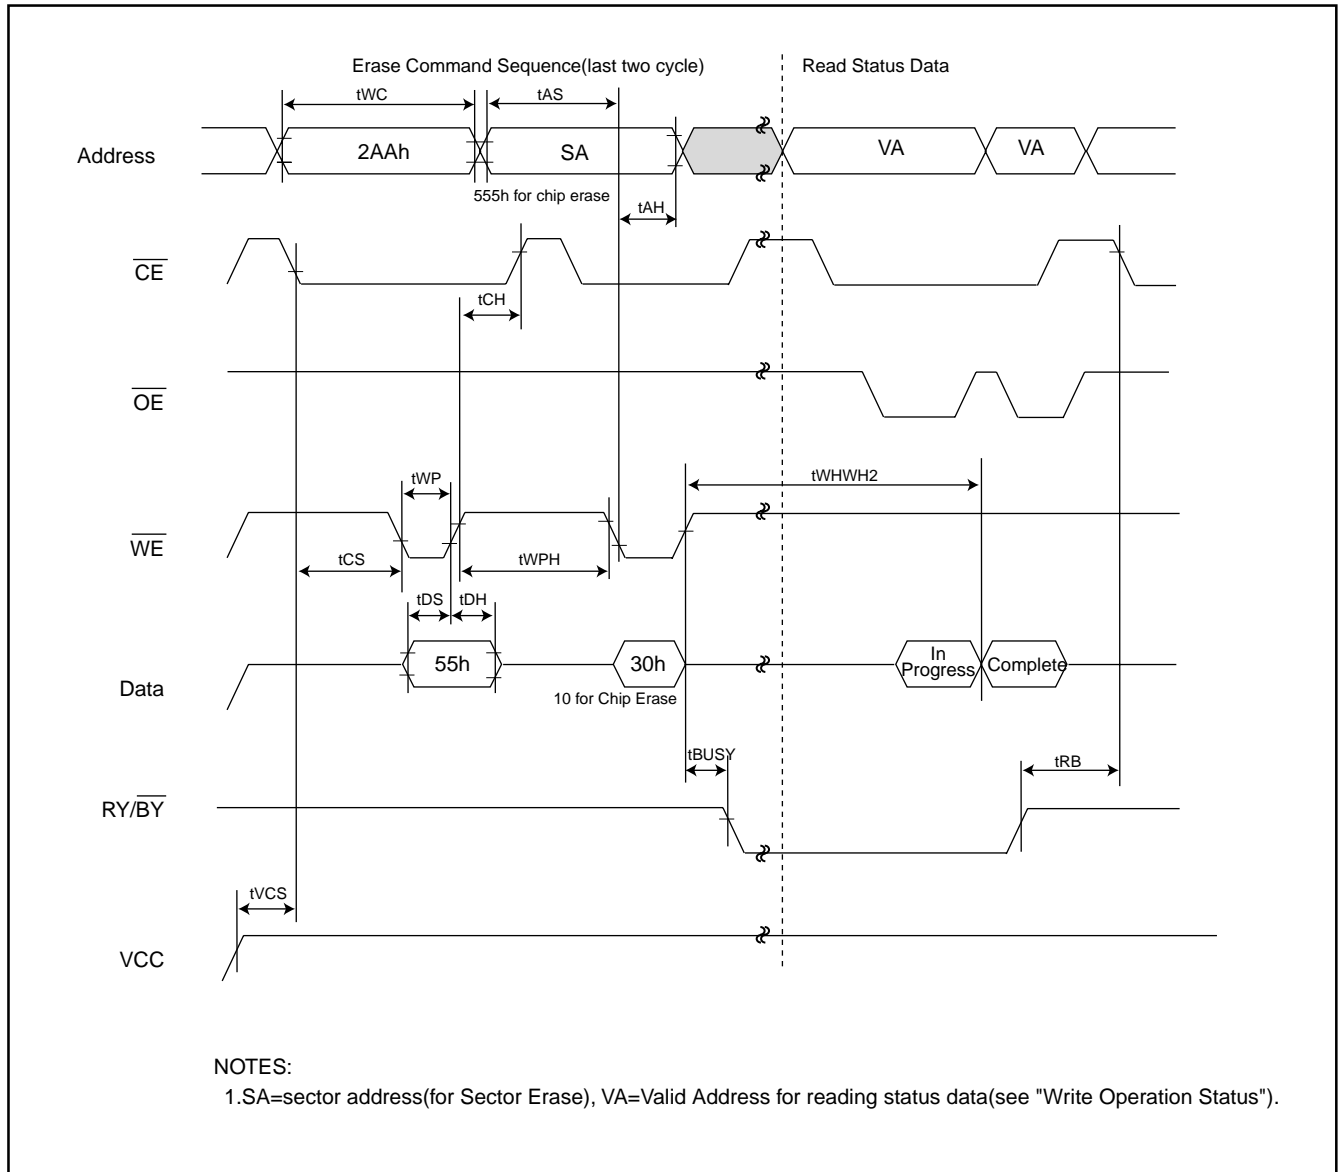 Erase Command Sequence(last two cycle)
Read Status Data
tWC
tAS
Address
2AAh
SA
VA
VA
555h for chip erase
tAH
CE
tCH
OE
tWP
tWHWH2
WE
tCS
tWPH
tDS
tDH
Data
55h
30h
In
Progress
Complete
10 for Chip Erase
tBUSY
tRB
RY/BY
tVCS
VCC
NOTES:
1.SA=sector address(for Sector Erase), VA=Valid Address for reading status data(see "Write Operation Status").